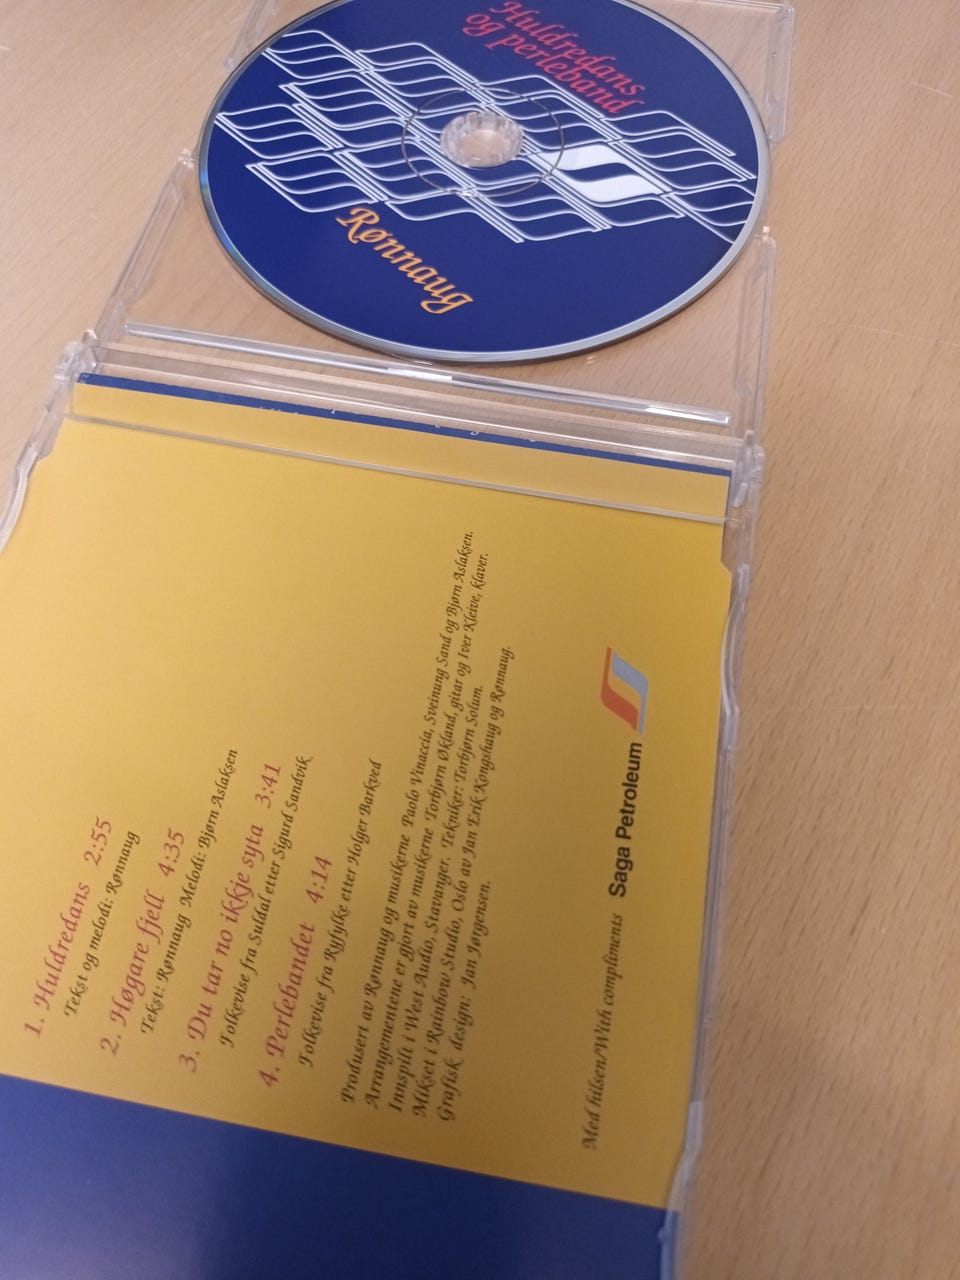 Huldredans
og perleband
Rønnaug
1. Huldredans 2:55
Tekst og melodi: Rønnaug
2. Høgare fjell 4:35
Tekst: Rønnaug Melodi: Bjørn Aslaksen
3. Du tar no ikkje syta 3:41
Folkevise fra Suldal etter Sigurd Sandvik
4. Perlebandet 4:14
Folkevise fra Ryfylke etter Holger Barkved
Produsert av Rønnaug og musikerne Paolo Vinaccia, Sveinung Sand og Bjørn Aslaksen.
Arrangementene er gjort av musikerne Torbjørn Økland, gitar og Iver Kleive, klaver.
Innspilt i West Audio, Stavanger. Tekniker: Torbjørn Solum.
Mikset i Rainbow Studio, Oslo av Jan Erik Kongshaug og Rønnaug.
Grafisk design: Jan Jørgensen.
Med hilsen/With compliments Saga Petroleum